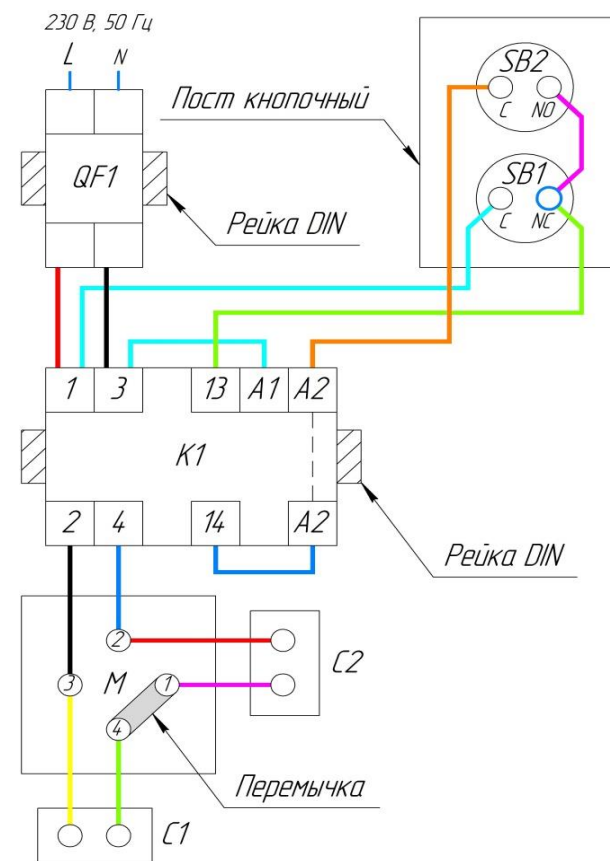 230 В, 50 Гц
L N
QF1
Рейка DIN
Пост кнопочный
SB2
C NO
SB1
C NC
1 3 13 A1 A2
K1
2 4 14 A2
Рейка DIN
2
3 M 1
4
C2
Перемычка
C1